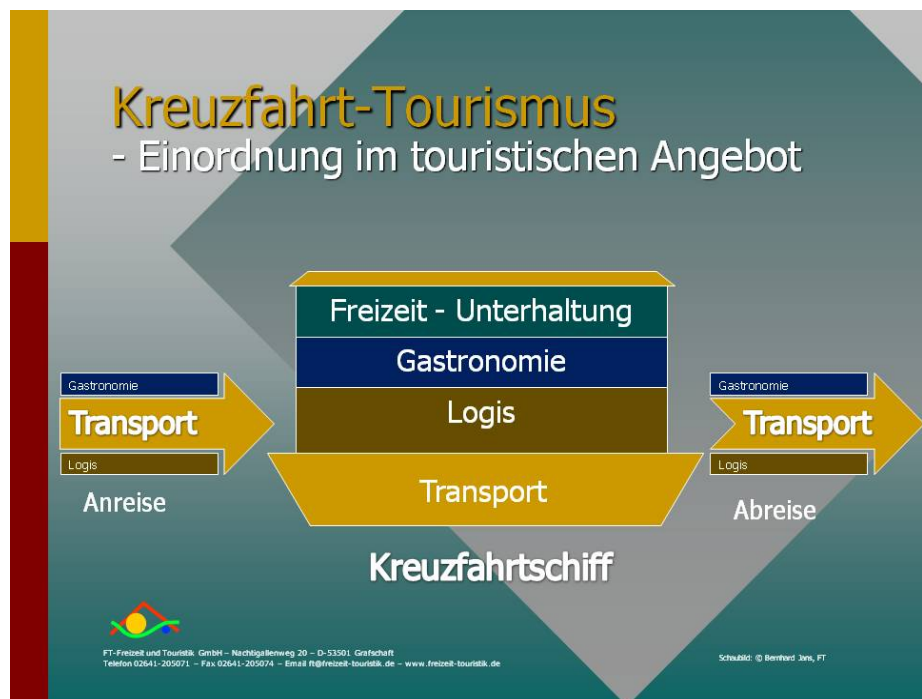 Kreuzfahrt-Tourismus
- Einordnung im touristischen Angebot
Freizeit - Unterhaltung
Gastronomie
Logis
Transport
Kreuzfahrtschiff
Gastronomie
Transport
Logis
Anreise
Gastronomie
Transport
Logis
Abreise
FT-Freizeit und Touristik GmbH – Nachtigallenweg 20 – D-53501 Grafschaft
Telefon 02641-205071 – Fax 02641-205074 – Email ft@freizeit-touristik.de – www.freizeit-touristik.de
Schaubild: © Bernhard Jans, FT